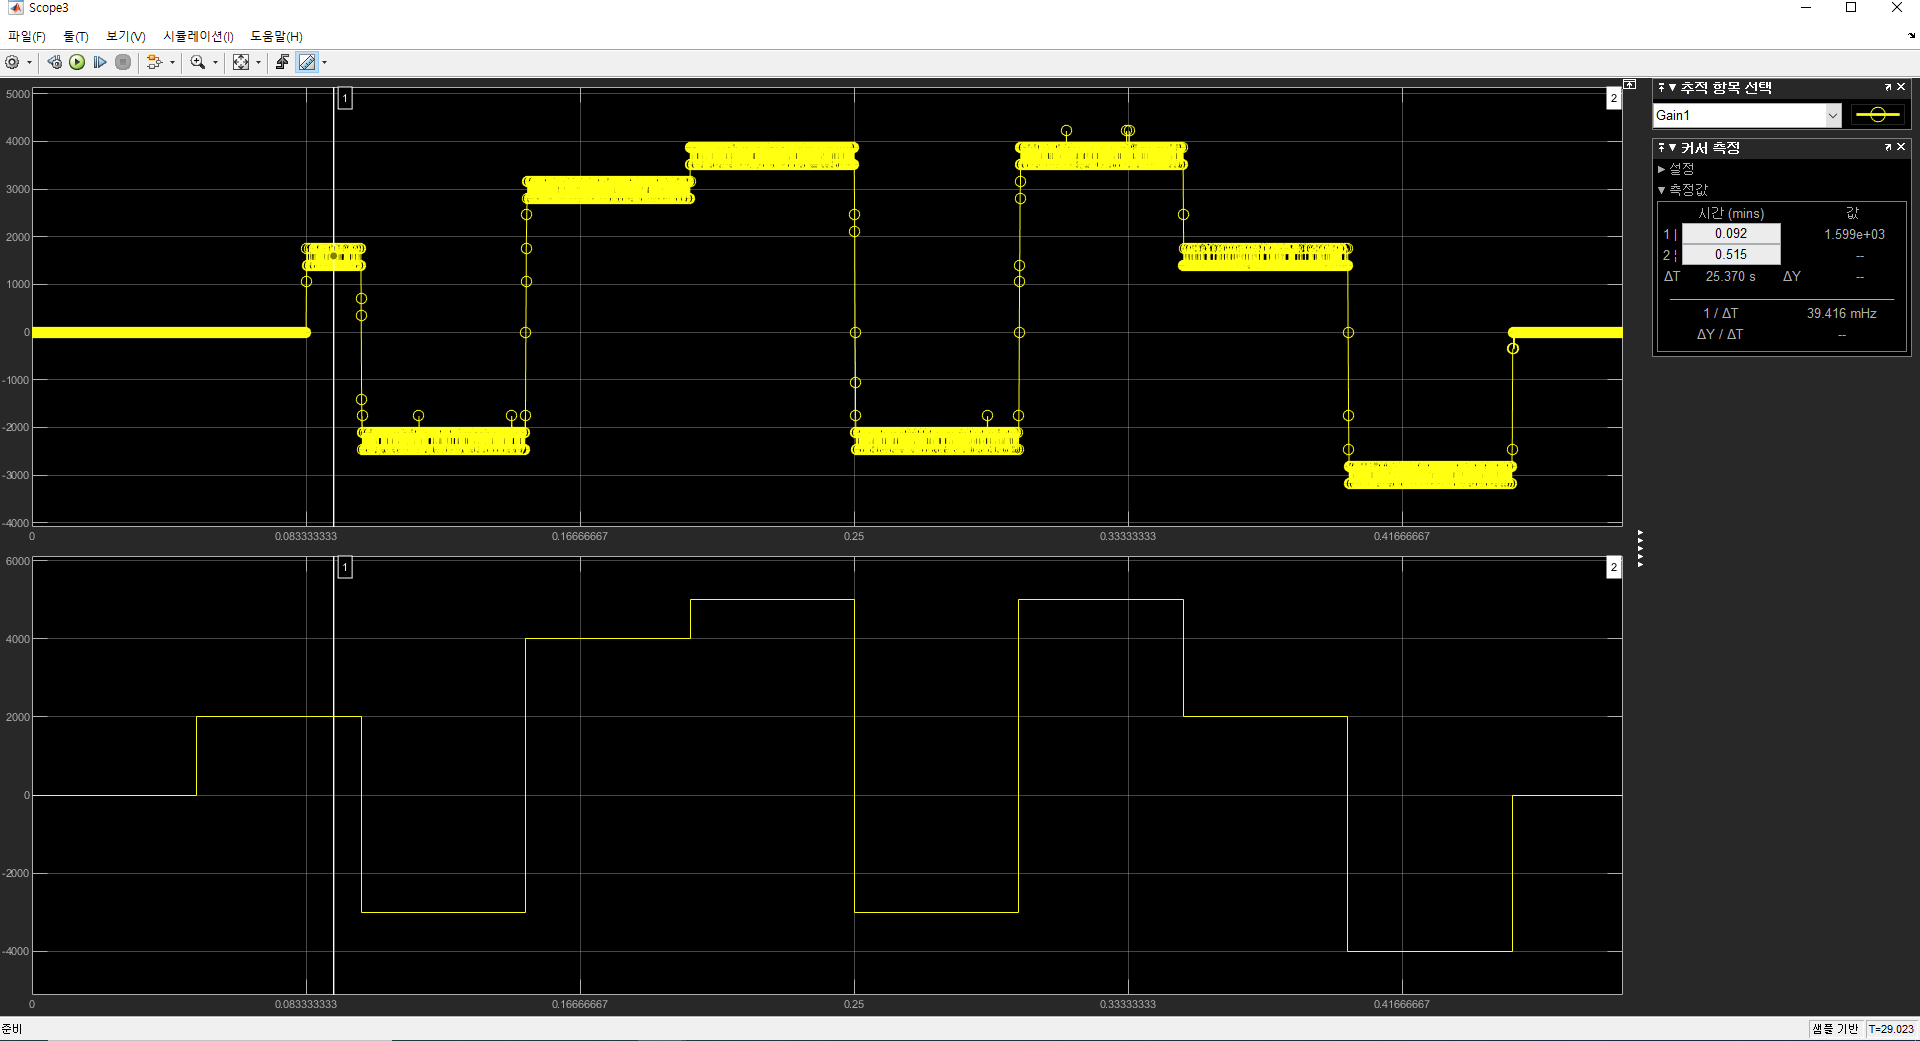 Scope3
파일(F) 툴(T) 보기(V) 시뮬레이션(I) 도움말(H)
5000
4000
3000
2000
1000
0
-1000
-2000
-3000
-4000
1
2
0 0.083333333 0.16666667 0.25 0.33333333 0.41666667
6000
4000
2000
0
-2000
-4000
1
2
0 0.083333333 0.16666667 0.25 0.33333333 0.41666667
추적 항목 선택
Gain1
커서 측정
설정
측정값
시간 (mins) 값
1 0.092 1.599e+03
2 0.515 --
ΔT 25.370 s ΔY --
1 / ΔT 39.416 mHz
ΔY / ΔT --
준비
샘플 기반 T=29.023